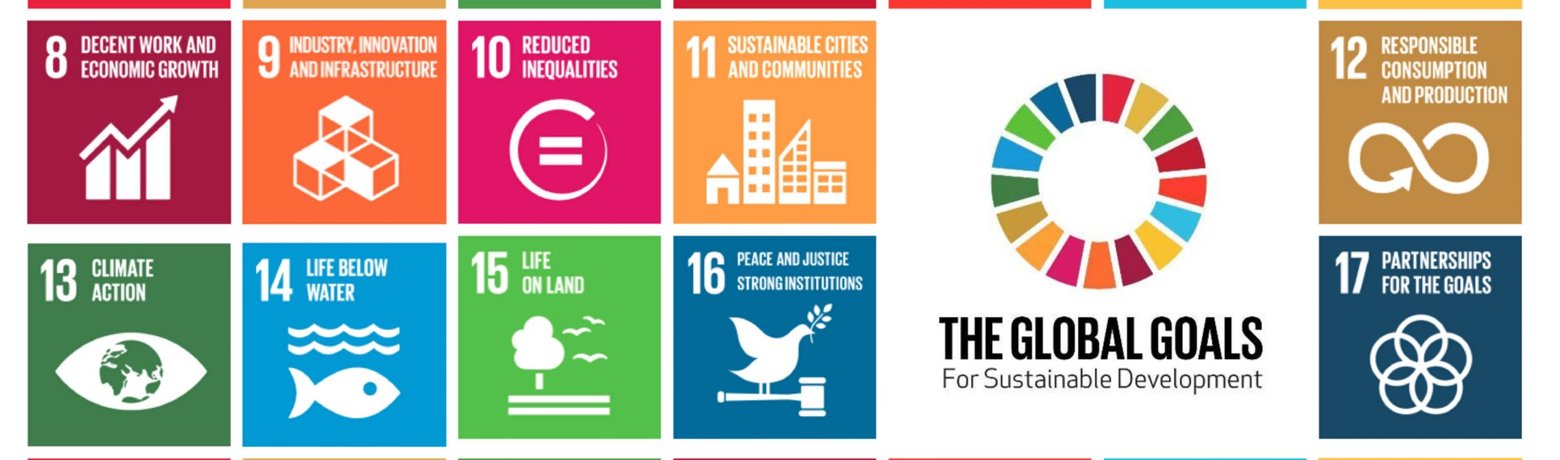 8 DECENT WORK AND
ECONOMIC GROWTH
9 INDUSTRY, INNOVATION
AND INFRASTRUCTURE
10 REDUCED
INEQUALITIES
11 SUSTAINABLE CITIES
AND COMMUNITIES
12 RESPONSIBLE
CONSUMPTION
AND PRODUCTION
13 CLIMATE
ACTION
14 LIFE BELOW
WATER
15 LIFE
ON LAND
16 PEACE AND JUSTICE
STRONG INSTITUTIONS
THE GLOBAL GOALS
For Sustainable Development
17 PARTNERSHIPS
FOR THE GOALS